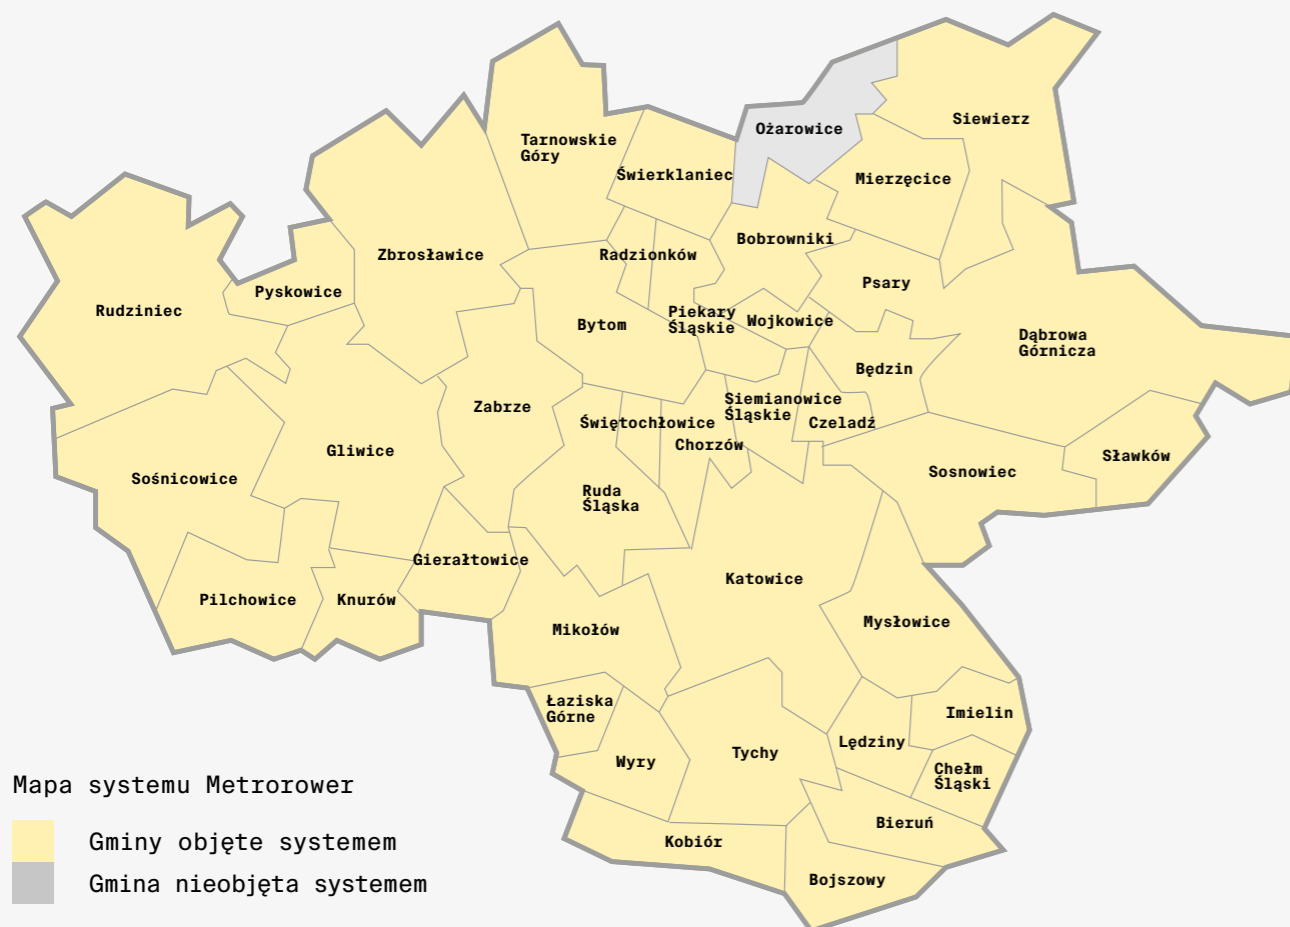 Ożarowice
Siewierz
Tarnowskie
Góry
Świerklaniec
Mierzęcice
Bobrowniki
Zbrosławice
Radzionków
Psary
Pyskowice
Rudziniec
Piekary
Śląskie
Wojkowice
Bytom
Dąbrowa
Górnicza
Będzin
Siemianowice
Śląskie
Zabrze
Świętochłowice
Czeladź
Chorzów
Gliwice
Sławków
Sosnowiec
Sośnicowice
Ruda
Śląska
Gierałtowice
Katowice
Pilchowice
Knurów
Mysłowice
Mikołów
Łaziska
Górne
Imielin
Lędziny
Tychy
Wyry
Chełm
Śląski
Bieruń
Kobiór
Bojszowy
Mapa systemu Metrorower
Gminy objęte systemem
Gmina nieobjęta systemem